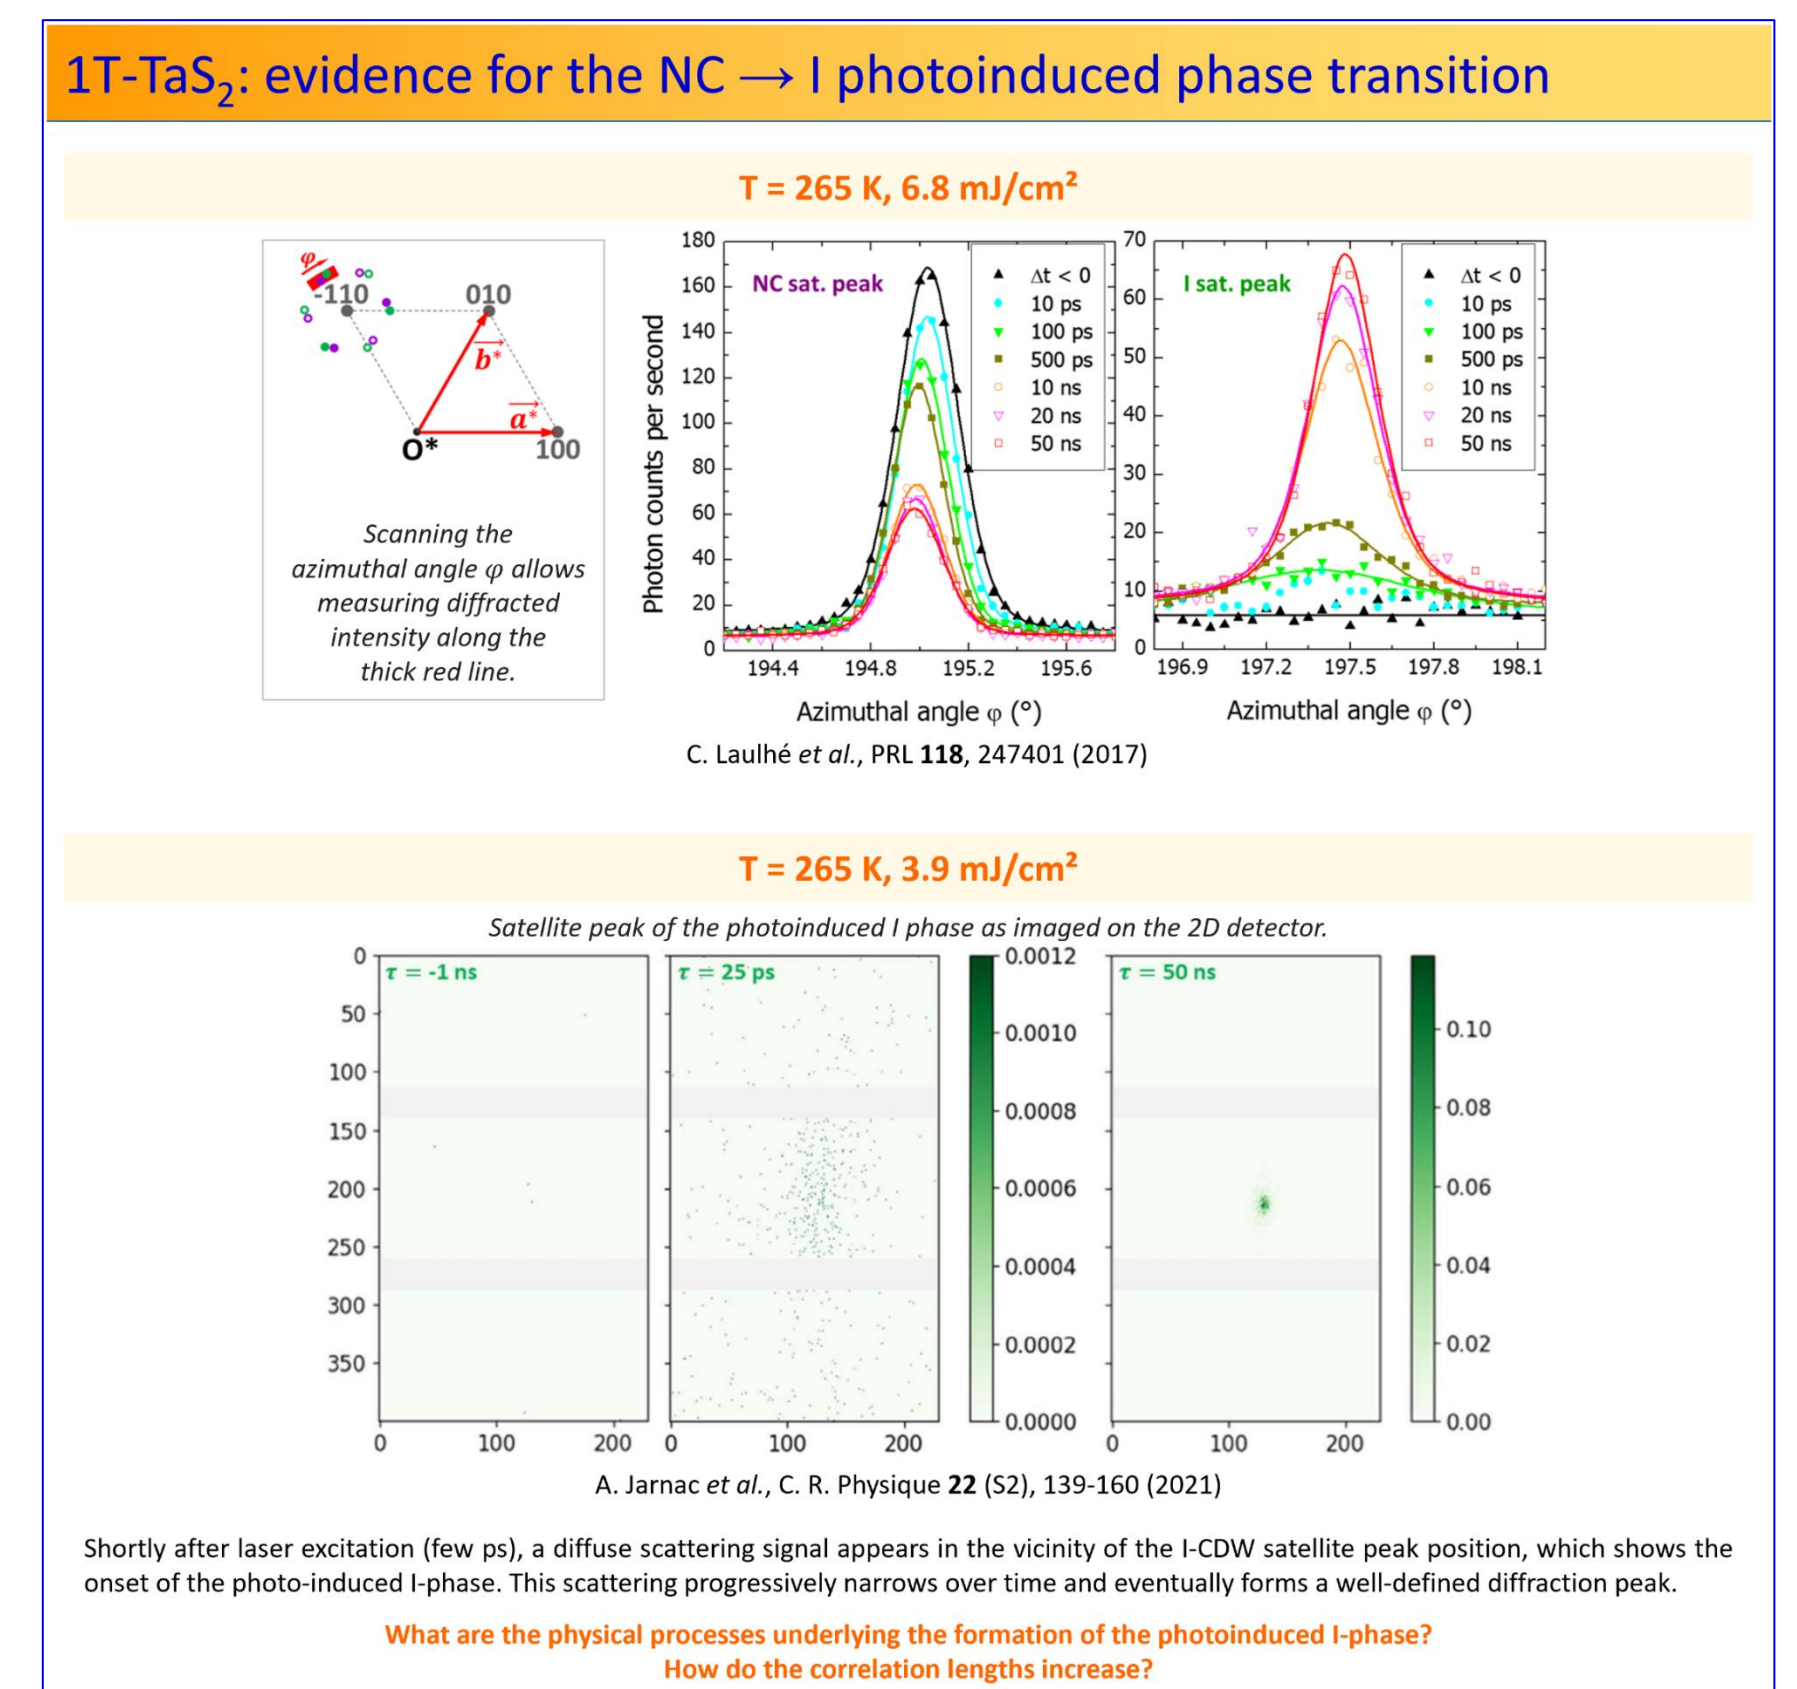 1T-TaS₂: evidence for the NC → I photoinduced phase transition
T = 265 K, 6.8 mJ/cm²
φ
-110
010
b*
a*
O*
100
Scanning the
azimuthal angle φ allows
measuring diffracted
intensity along the
thick red line.
Photon counts per second
180
160
140
120
100
80
60
40
20
0
NC sat. peak
Δt < 0
10 ps
100 ps
500 ps
10 ns
20 ns
50 ns
194.4 194.8 195.2 195.6
Azimuthal angle φ (°)
70
60
50
40
30
20
10
0
I sat. peak
Δt < 0
10 ps
100 ps
500 ps
10 ns
20 ns
50 ns
196.9 197.2 197.5 197.8 198.1
Azimuthal angle φ (°)
C. Laulhé et al., PRL 118, 247401 (2017)
T = 265 K, 3.9 mJ/cm²
Satellite peak of the photoinduced I phase as imaged on the 2D detector.
0
50
100
150
200
250
300
350
τ = -1 ns
0 100 200
τ = 25 ps
0 100 200
0.0012
0.0010
0.0008
0.0006
0.0004
0.0002
0.0000
τ = 50 ns
0 100 200
0.10
0.08
0.06
0.04
0.02
0.00
A. Jarnac et al., C. R. Physique 22 (S2), 139-160 (2021)
Shortly after laser excitation (few ps), a diffuse scattering signal appears in the vicinity of the I-CDW satellite peak position, which shows the
onset of the photo-induced I-phase. This scattering progressively narrows over time and eventually forms a well-defined diffraction peak.
What are the physical processes underlying the formation of the photoinduced I-phase?
How do the correlation lengths increase?